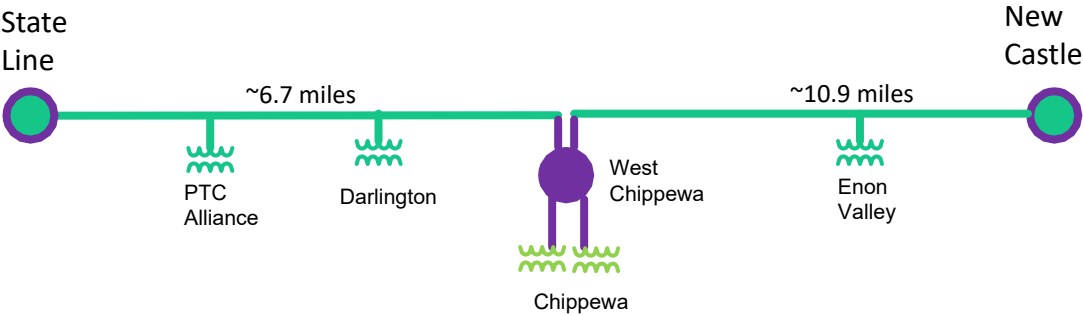 State
Line
New
Castle
~6.7 miles
~10.9 miles
PTC
Alliance
Darlington
West
Chippewa
Enon
Valley
Chippewa